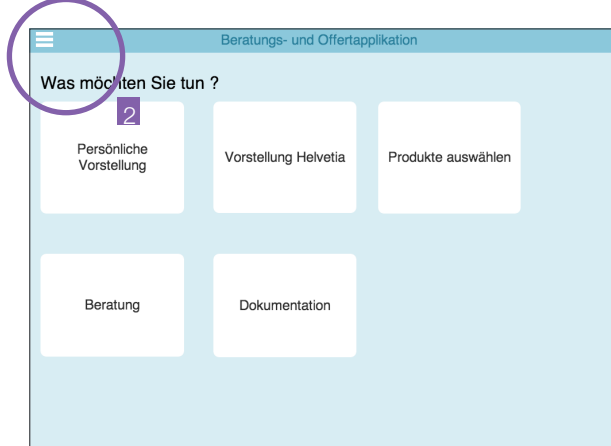 Beratungs- und Offertapplikation
Was möchten Sie tun ?
2
Persönliche
Vorstellung
Vorstellung Helvetia
Produkte auswählen
Beratung
Dokumentation